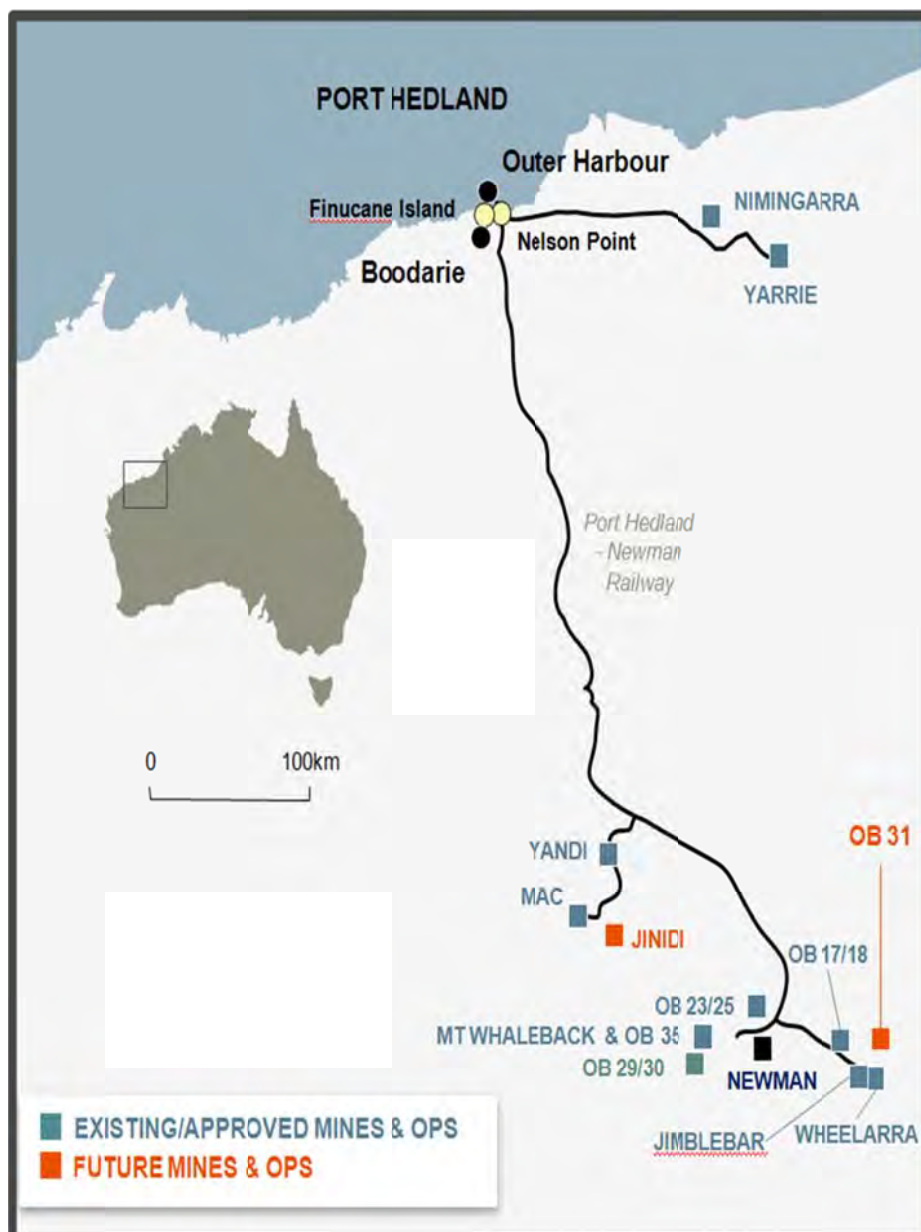 PORT HEDLAND
Outer Harbour
Finucane Island
NIMINGARRA
Nelson Point
Boodarie
YARRIE
Port Hedland
- Newman
Railway
0 100km
OB 31
YANDI
MAC
JINIDI
OB 17/18
OB 23/25
MT WHALEBACK & OB 35
OB 29/30
NEWMAN
JIMBLEBAR
WHEELARRA
EXISTING/APPROVED MINES & OPS
FUTURE MINES & OPS